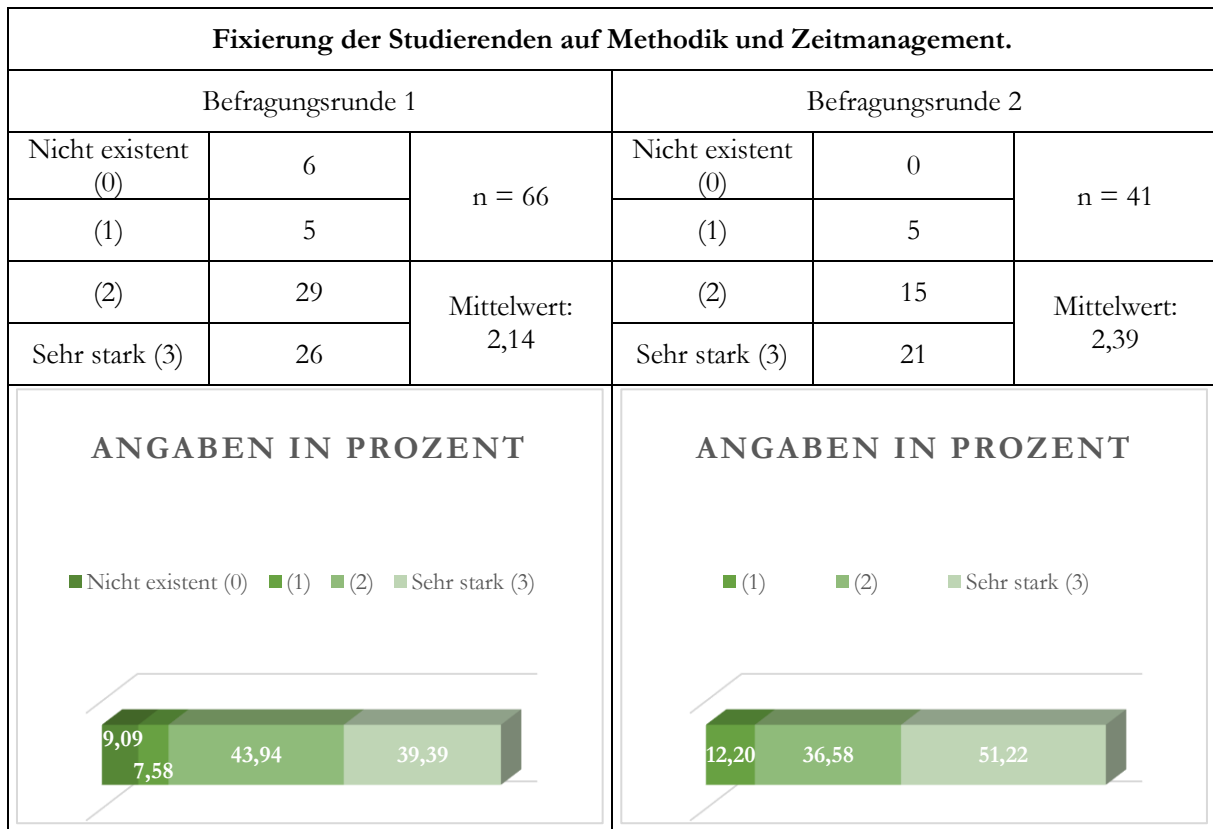 Fixierung der Studierenden auf Methodik und Zeitmanagement.
Befragungsrunde 1
Nicht existent
(0)
6
n = 66
(1)
5
(2)
29
Mittelwert:
2,14
Sehr stark (3)
26
Befragungsrunde 2
Nicht existent
(0)
0
n = 41
(1)
5
(2)
15
Mittelwert:
2,39
Sehr stark (3)
21
ANGABEN IN PROZENT
Nicht existent (0) (1) (2) Sehr stark (3)
9,09
7,58
43,94
39,39
ANGABEN IN PROZENT
(1) (2) Sehr stark (3)
12,20
36,58
51,22